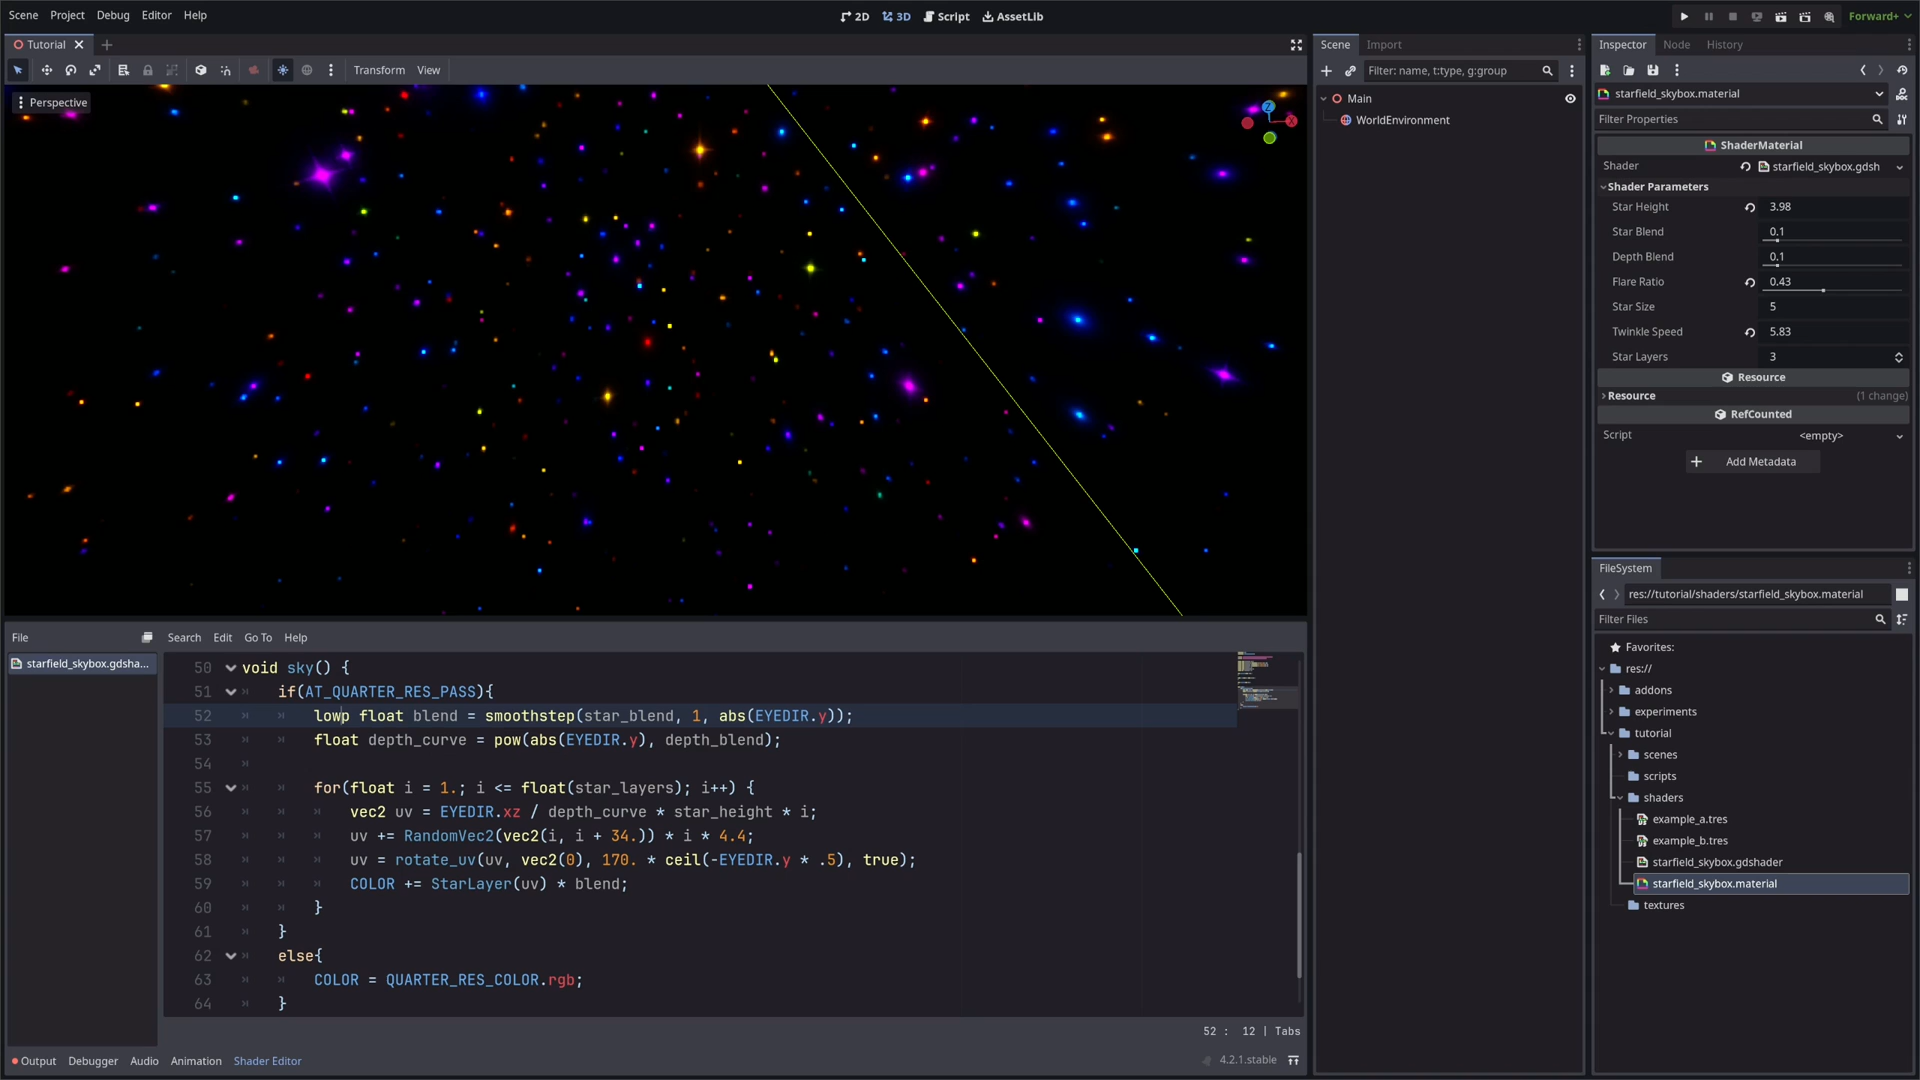 Scene Project Debug Editor Help
2D 3D Script AssetLib
Forward+
Tutorial
Transform View
Perspective
Z
X
Scene Import
Filter: name, t:type, g:group
Main
WorldEnvironment
Inspector Node History
starfield_skybox.material
Filter Properties
ShaderMaterial
Shader starfield_skybox.gdsh
Shader Parameters
Star Height 3.98
Star Blend 0.1
Depth Blend 0.1
Flare Ratio 0.43
Star Size 5
Twinkle Speed 5.83
Star Layers 3
Resource
Resource (1 change)
RefCounted
Script <empty>
Add Metadata
FileSystem
res://tutorial/shaders/starfield_skybox.material
Filter Files
Favorites:
res://
addons
experiments
tutorial
scenes
scripts
shaders
example_a.tres
example_b.tres
starfield_skybox.gdshader
starfield_skybox.material
textures
File Search Edit Go To Help
starfield_skybox.gdsha...
50 void sky() {
51 if(AT_QUARTER_RES_PASS){
52 lowp float blend = smoothstep(star_blend, 1, abs(EYEDIR.y));
53 float depth_curve = pow(abs(EYEDIR.y), depth_blend);
54
55 for(float i = 1.; i <= float(star_layers); i++) {
56 vec2 uv = EYEDIR.xz / depth_curve * star_height * i;
57 uv += RandomVec2(vec2(i, i + 34.)) * i * 4.4;
58 uv = rotate_uv(uv, vec2(0), 170. * ceil(-EYEDIR.y * .5), true);
59 COLOR += StarLayer(uv) * blend;
60 }
61 }
62 else{
63 COLOR = QUARTER_RES_COLOR.rgb;
64 }
52 : 12 | Tabs
Output Debugger Audio Animation Shader Editor
4.2.1.stable